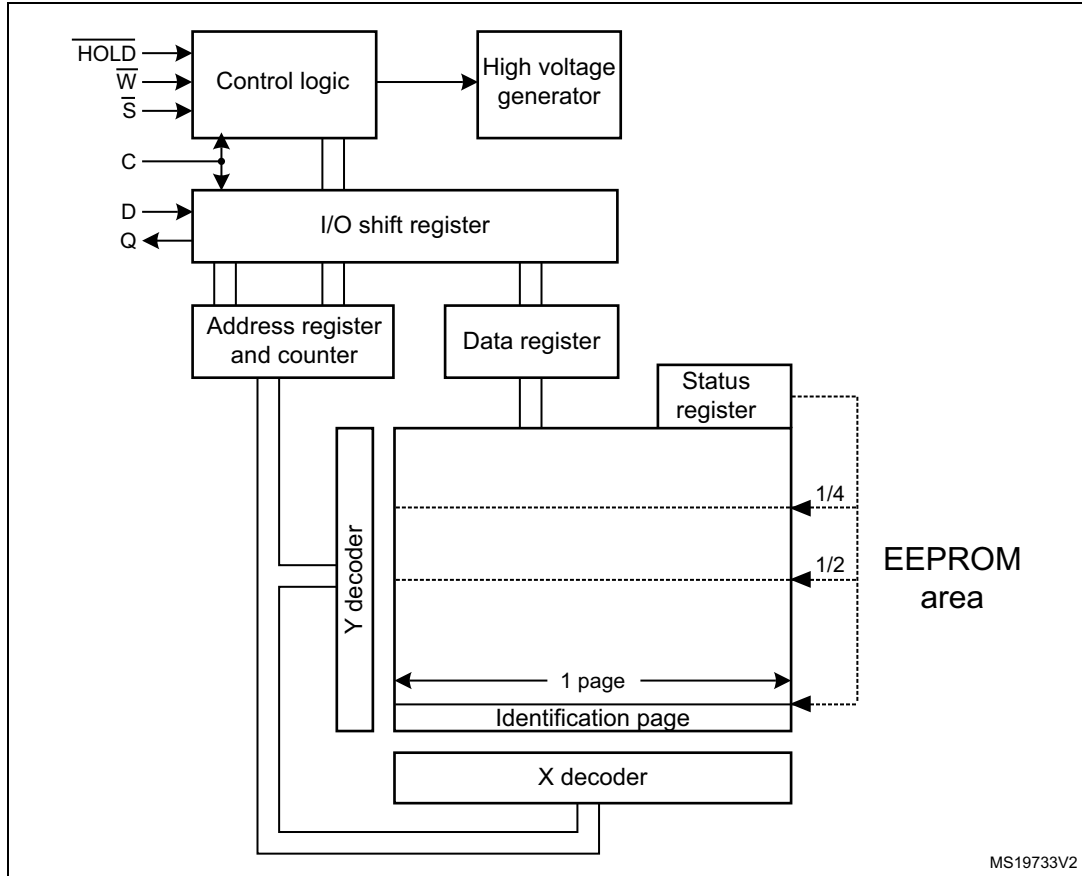 HOLD
W
S
C
D
Q
Control logic
High voltage
generator
I/O shift register
Address register
and counter
Data register
Status
register
1/4
1/2
EEPROM
area
Y decoder
1 page
Identification page
X decoder
MS19733V2